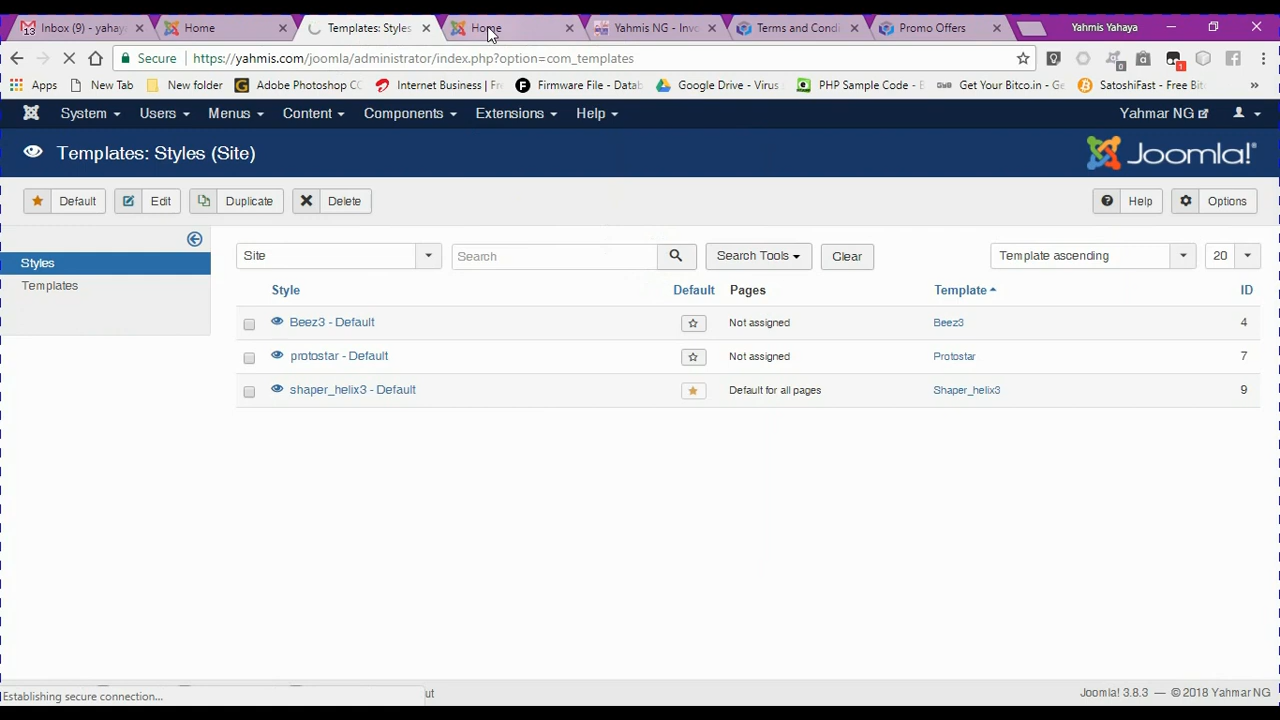 Inbox (9) - yahay
Home
Templates: Styles
Home
Yahmis NG - Invo
Terms and Condi
Promo Offers
Yahmis Yahaya
Secure
https://yahmis.com/joomla/administrator/index.php?option=com_templates
Apps
New Tab
New folder
Adobe Photoshop CC
Internet Business | Fr
Firmware File - Datab
Google Drive - Virus
PHP Sample Code -
Get Your Bitco.in - Ge
SatoshiFast - Free Bit
System
Users
Menus
Content
Components
Extensions
Help
Yahmar NG
Templates: Styles (Site)
Joomla!
Default
Edit
Duplicate
Delete
Help
Options
Styles
Templates
Site
Search
Search Tools
Clear
Template ascending
20
Style
Default
Pages
Template
ID
Beez3 - Default
Not assigned
Beez3
4
protostar - Default
Not assigned
Protostar
7
shaper_helix3 - Default
Default for all pages
Shaper_helix3
9
Establishing secure connection...
ut
Joomla! 3.8.3 — © 2018 Yahmar NG